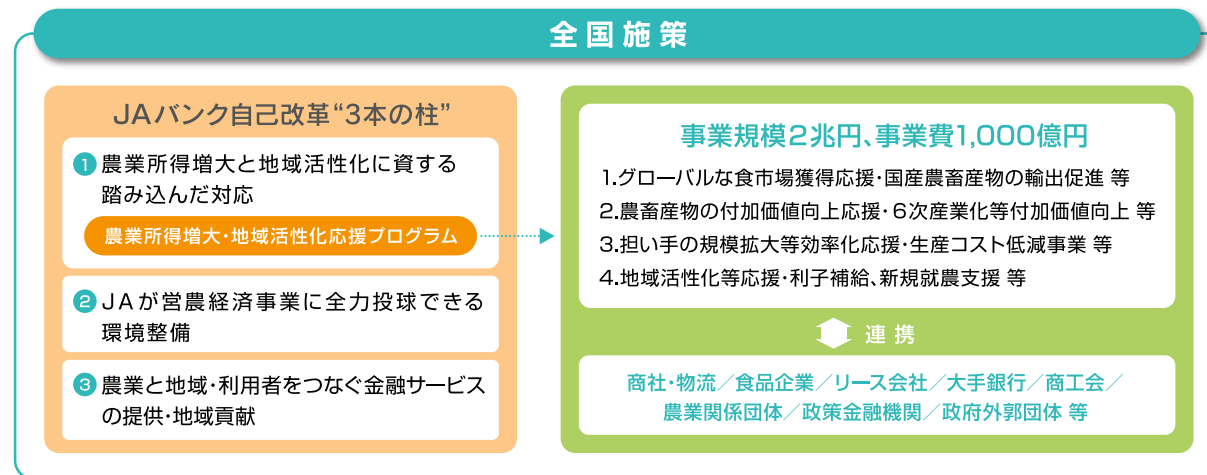 全国施策
JAバンク自己改革“3本の柱”
1 農業所得増大と地域活性化に資する
踏み込んだ対応
農業所得増大・地域活性化応援プログラム
2 JAが営農経済事業に全力投球できる
環境整備
3 農業と地域・利用者をつなぐ金融サービス
の提供・地域貢献
事業規模2兆円、事業費1,000億円
1.グローバルな食市場獲得応援・国産農畜産物の輸出促進 等
2.農畜産物の付加価値向上応援・6次産業化等付加価値向上 等
3.担い手の規模拡大等効率化応援・生産コスト低減事業 等
4.地域活性化等応援・利子補給、新規就農支援 等
連携
商社・物流／食品企業／リース会社／大手銀行／商工会／
農業関係団体／政策金融機関／政府外郭団体 等